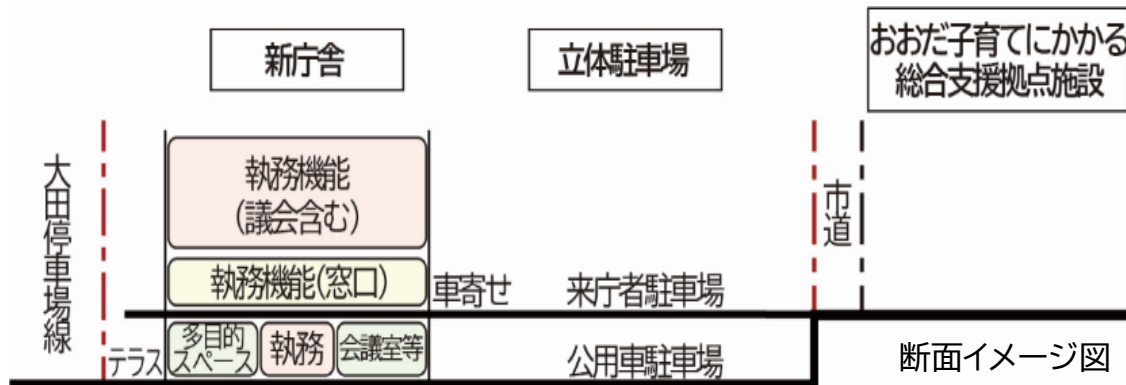 新庁舎
立体駐車場
おおだ子育てにかかる
総合支援拠点施設
大田停車場線
執務機能
(議会含む)
市道
執務機能(窓口)
車寄せ
来庁者駐車場
テラス
多目的
スペース
執務
会議室等
公用車駐車場
断面イメージ図